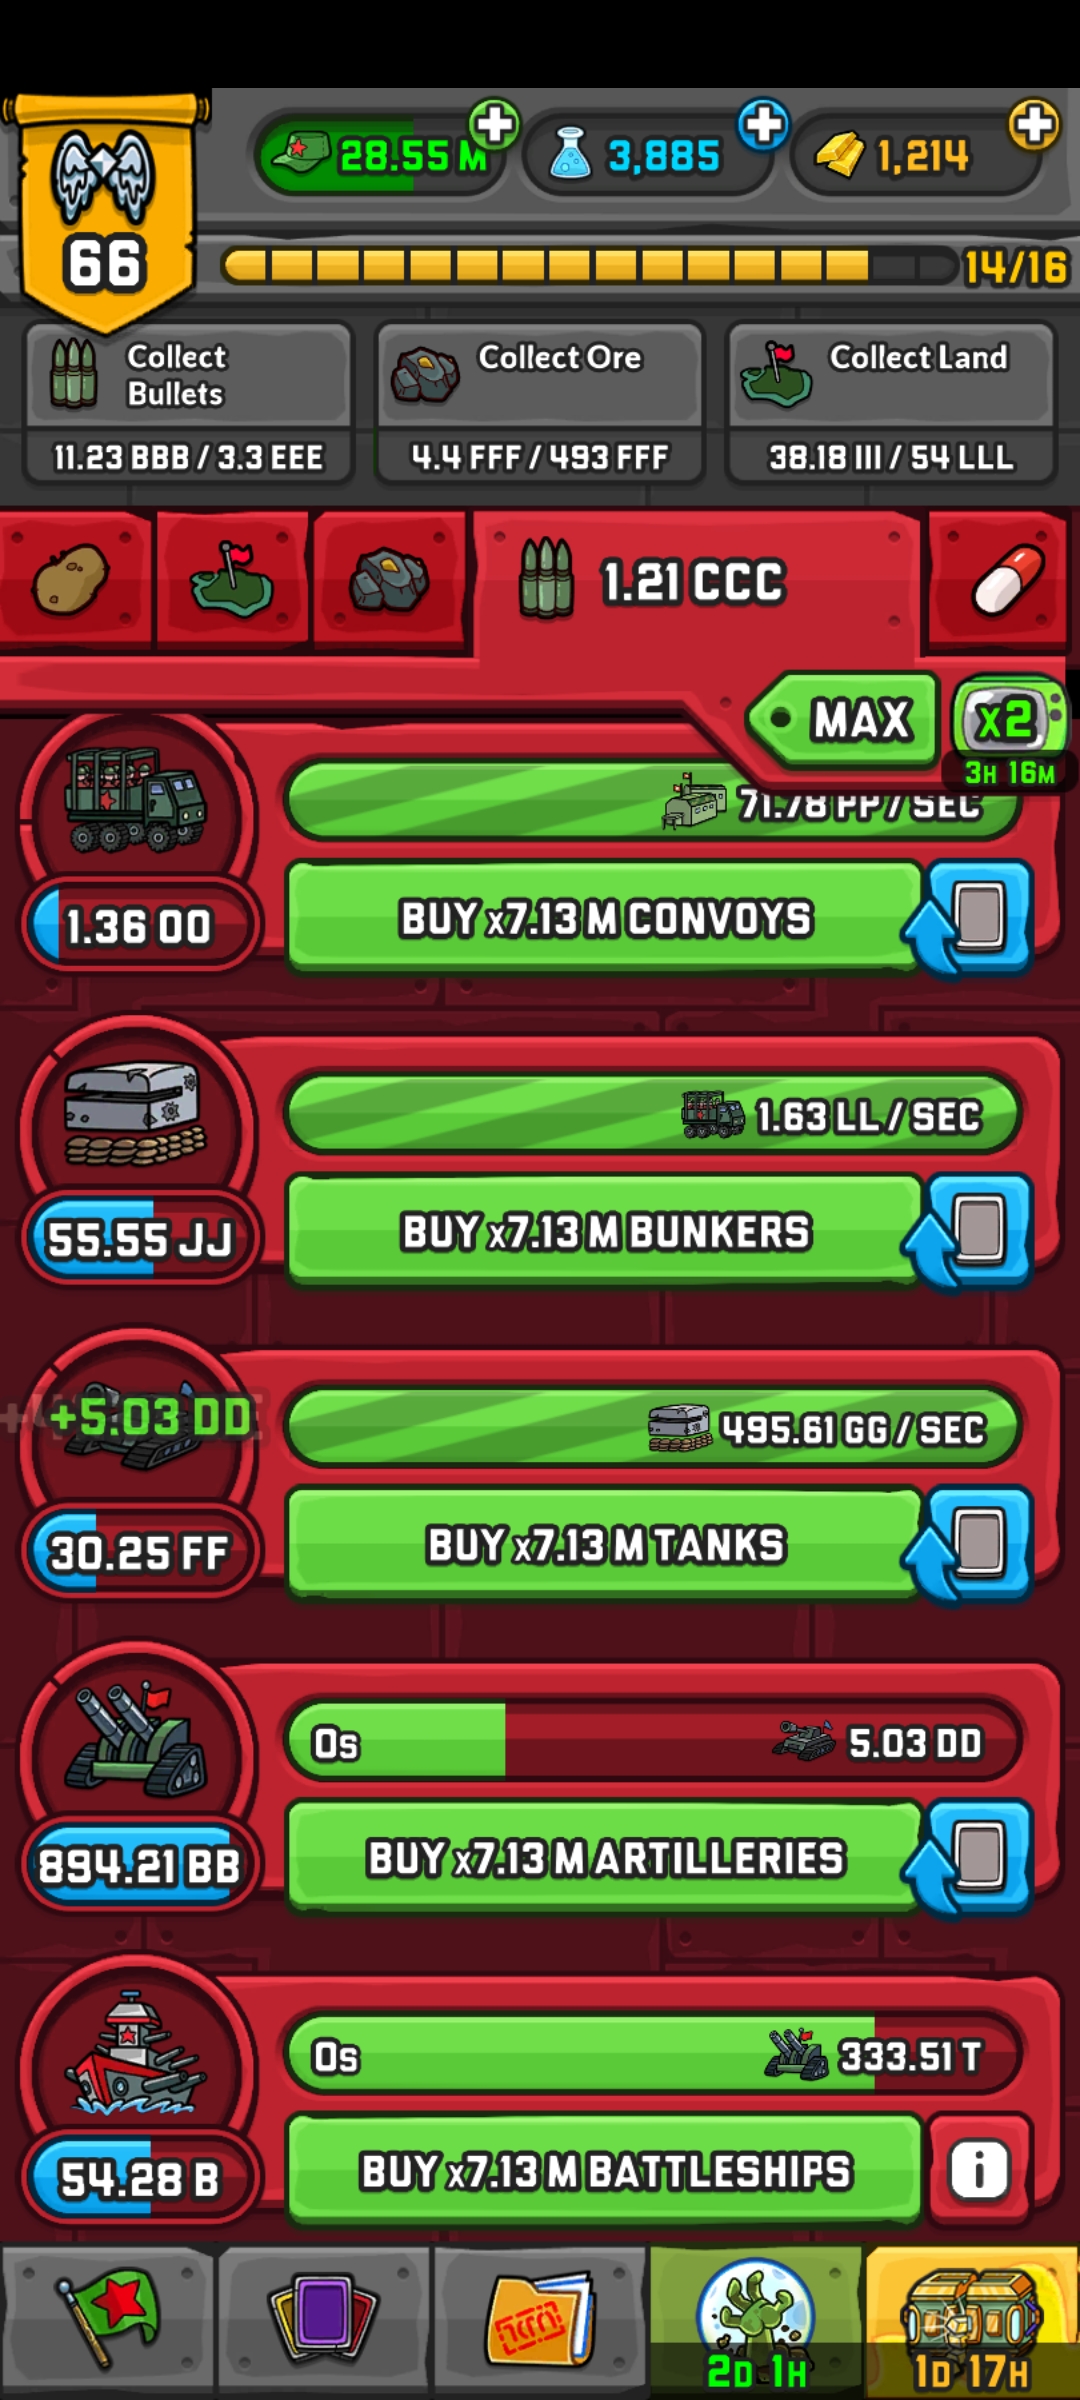 66
28.55 M
3,885
1,214
14/16
Collect
Bullets
11.23 BBB / 3.3 EEE
Collect Ore
4.4 FFF / 493 FFF
Collect Land
38.18 III / 54 LLL
1.21 CCC
MAX
x2
3H 16M
71.78 PP / SEC
1.36 OO
BUY x7.13 M CONVOYS
1.63 LL / SEC
55.55 JJ
BUY x7.13 M BUNKERS
+5.03 DD
495.61 GG / SEC
30.25 FF
BUY x7.13 M TANKS
0s
5.03 DD
894.21 BB
BUY x7.13 M ARTILLERIES
0s
333.51 T
54.28 B
BUY x7.13 M BATTLESHIPS
i
2D 1H
1D 17H